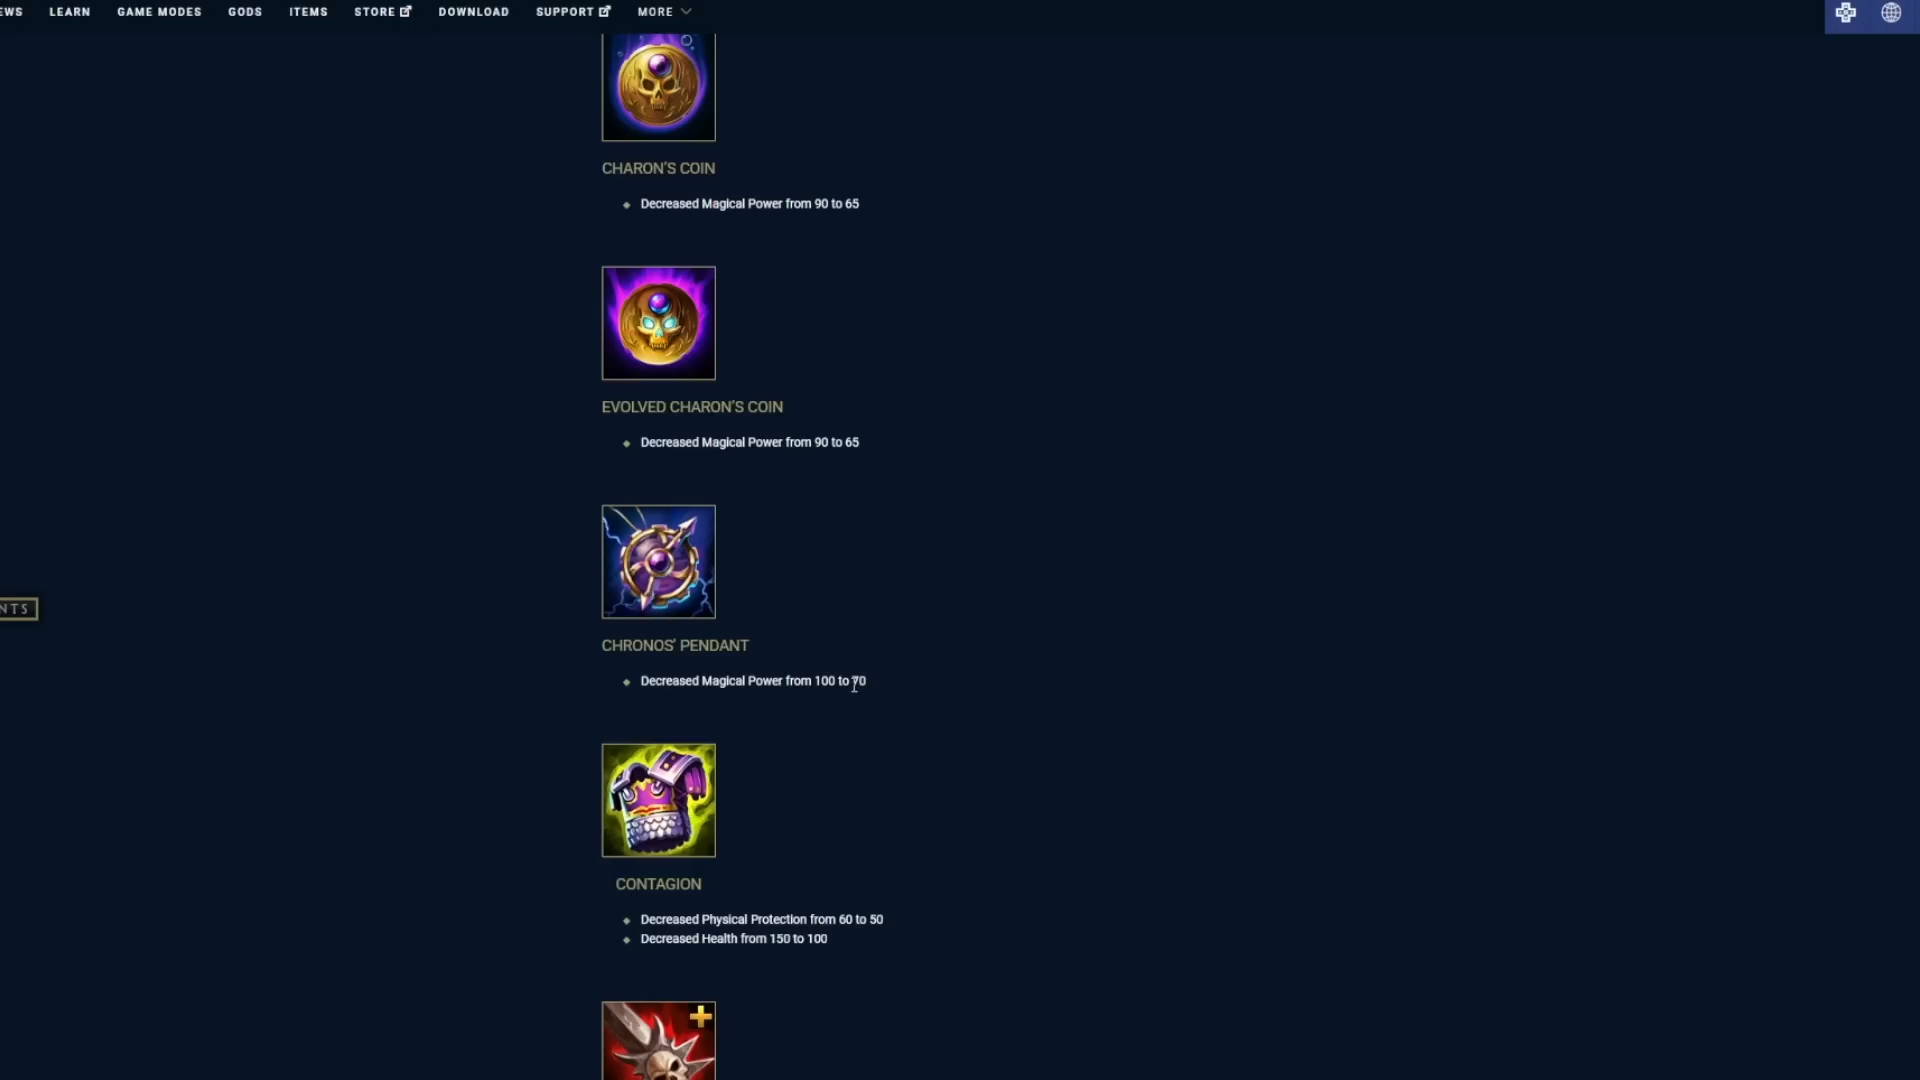 EWS LEARN GAME MODES GODS ITEMS STORE DOWNLOAD SUPPORT MORE
CHARON'S COIN
Decreased Magical Power from 90 to 65
EVOLVED CHARON'S COIN
Decreased Magical Power from 90 to 65
NTS
CHRONOS' PENDANT
Decreased Magical Power from 100 to 70
CONTAGION
Decreased Physical Protection from 60 to 50
Decreased Health from 150 to 100